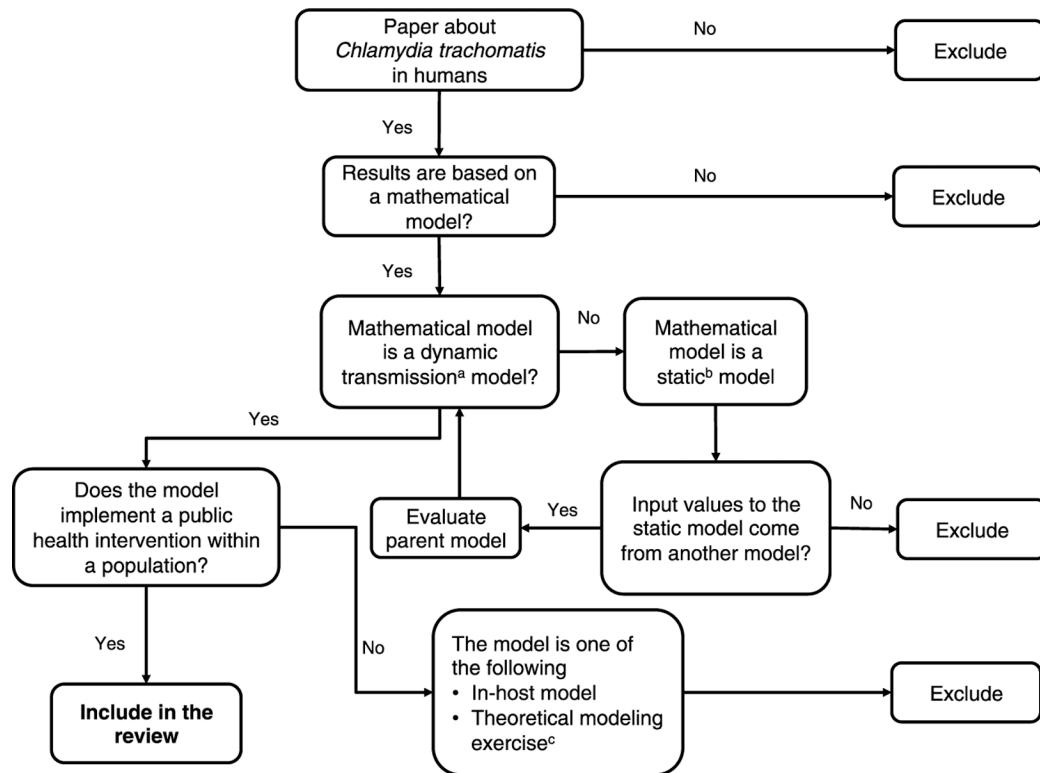 Paper about
Chlamydia trachomatis
in humans
No
Exclude
Yes
Results are based on
a mathematical
model?
No
Exclude
Yes
Mathematical model
is a dynamic
transmissionᵃ model?
No
Mathematical
model is a
staticᵇ model
Yes
Does the model
implement a public
health intervention within
a population?
Evaluate
parent model
Yes
Input values to the
static model come
from another model?
No
Exclude
Yes
No
Include in the
review
The model is one of
the following
• In-host model
• Theoretical modeling
exerciseᶜ
Exclude